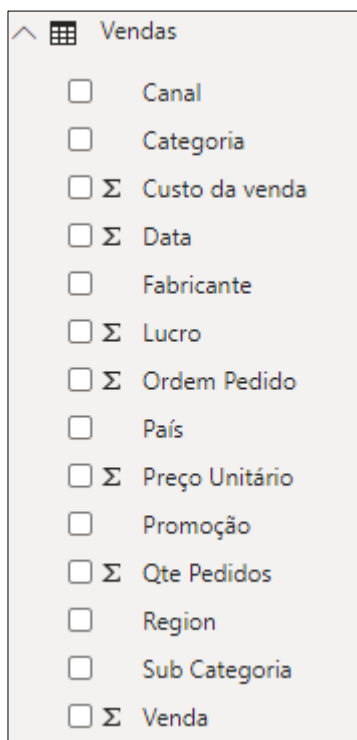 Vendas
Canal
Categoria
Σ Custo da venda
Σ Data
Fabricante
Σ Lucro
Σ Ordem Pedido
País
Σ Preço Unitário
Promoção
Σ Qte Pedidos
Region
Sub Categoria
Σ Venda